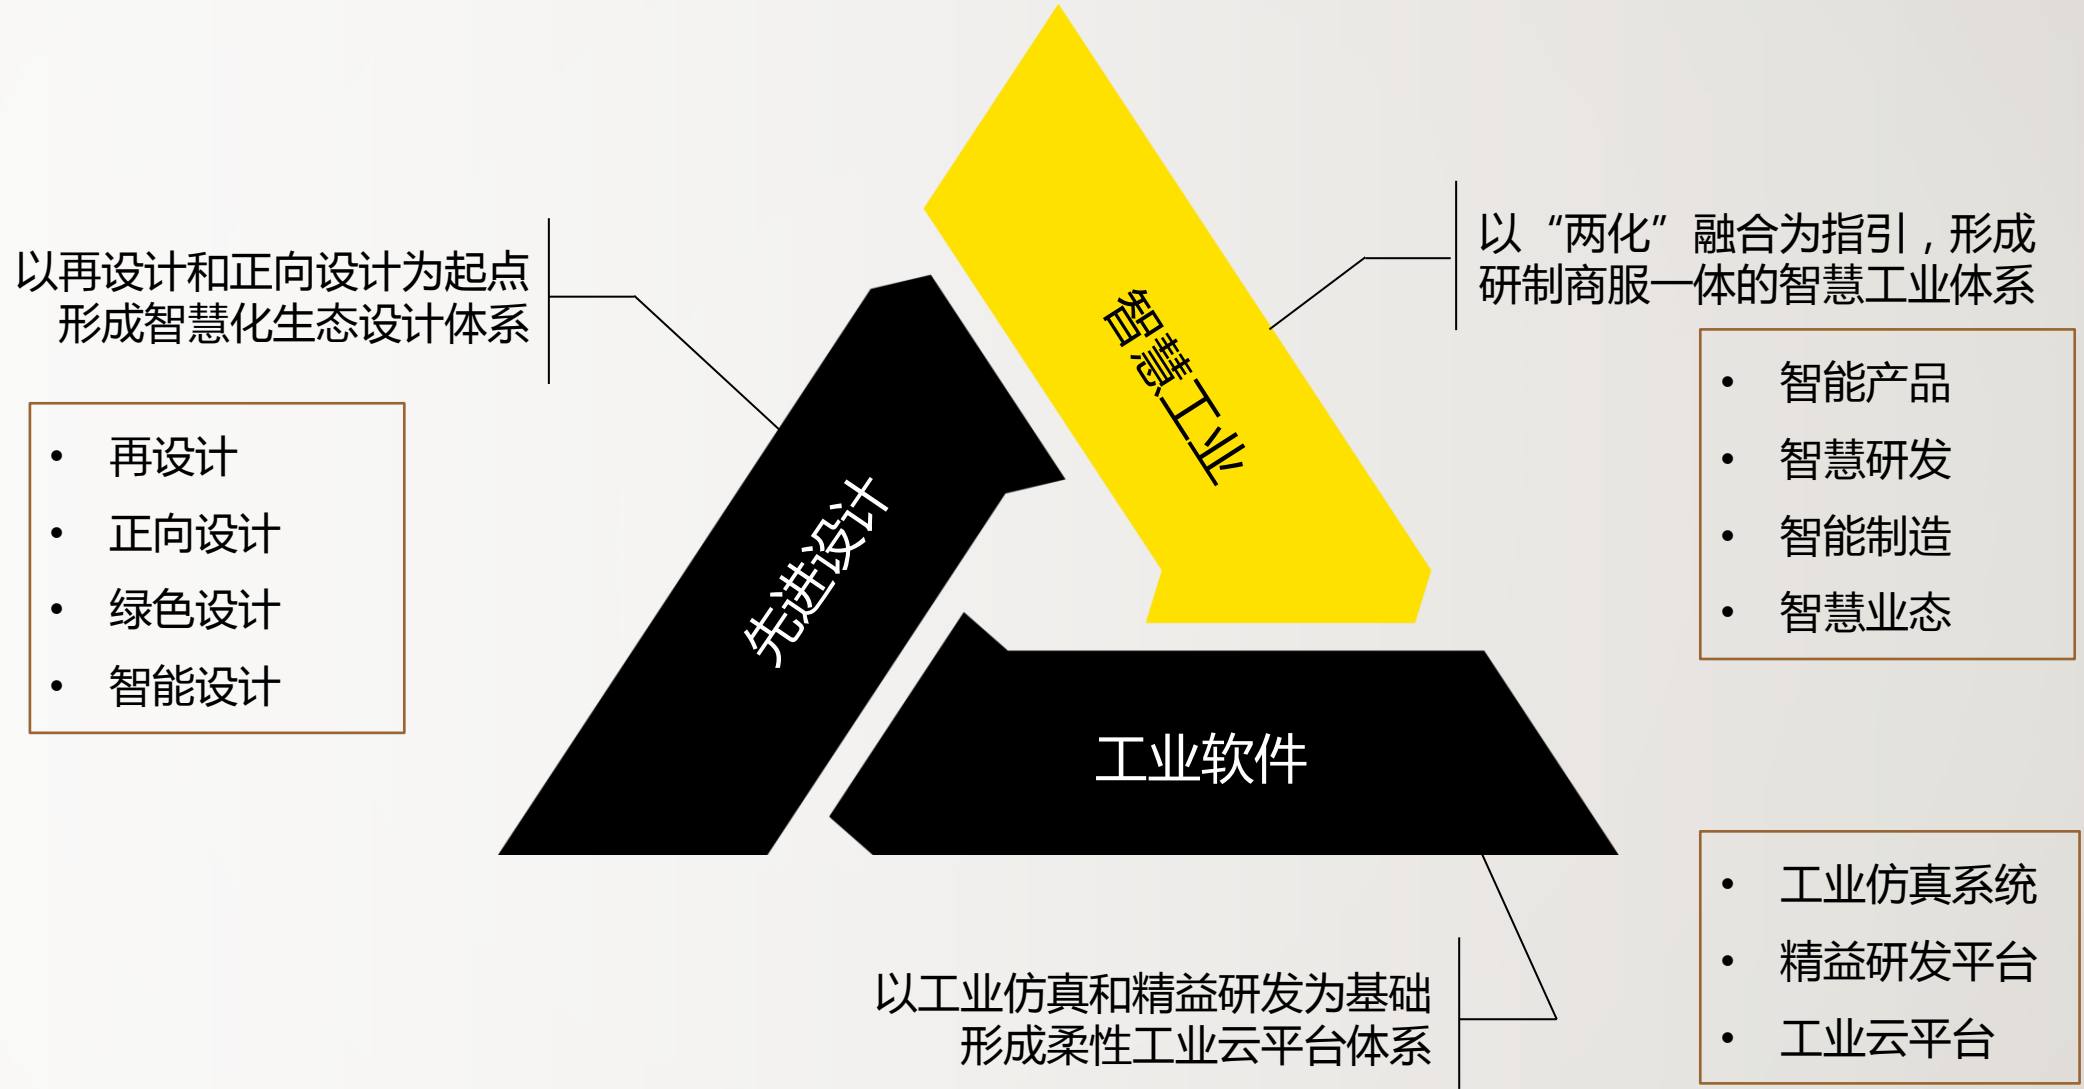 以再设计和正向设计为起点
形成智慧化生态设计体系
• 再设计
• 正向设计
• 绿色设计
• 智能设计
先进设计
智慧工业
以“两化”融合为指引，形成
研制商服一体的智慧工业体系
• 智能产品
• 智慧研发
• 智能制造
• 智慧业态
工业软件
以工业仿真和精益研发为基础
形成柔性工业云平台体系
• 工业仿真系统
• 精益研发平台
• 工业云平台